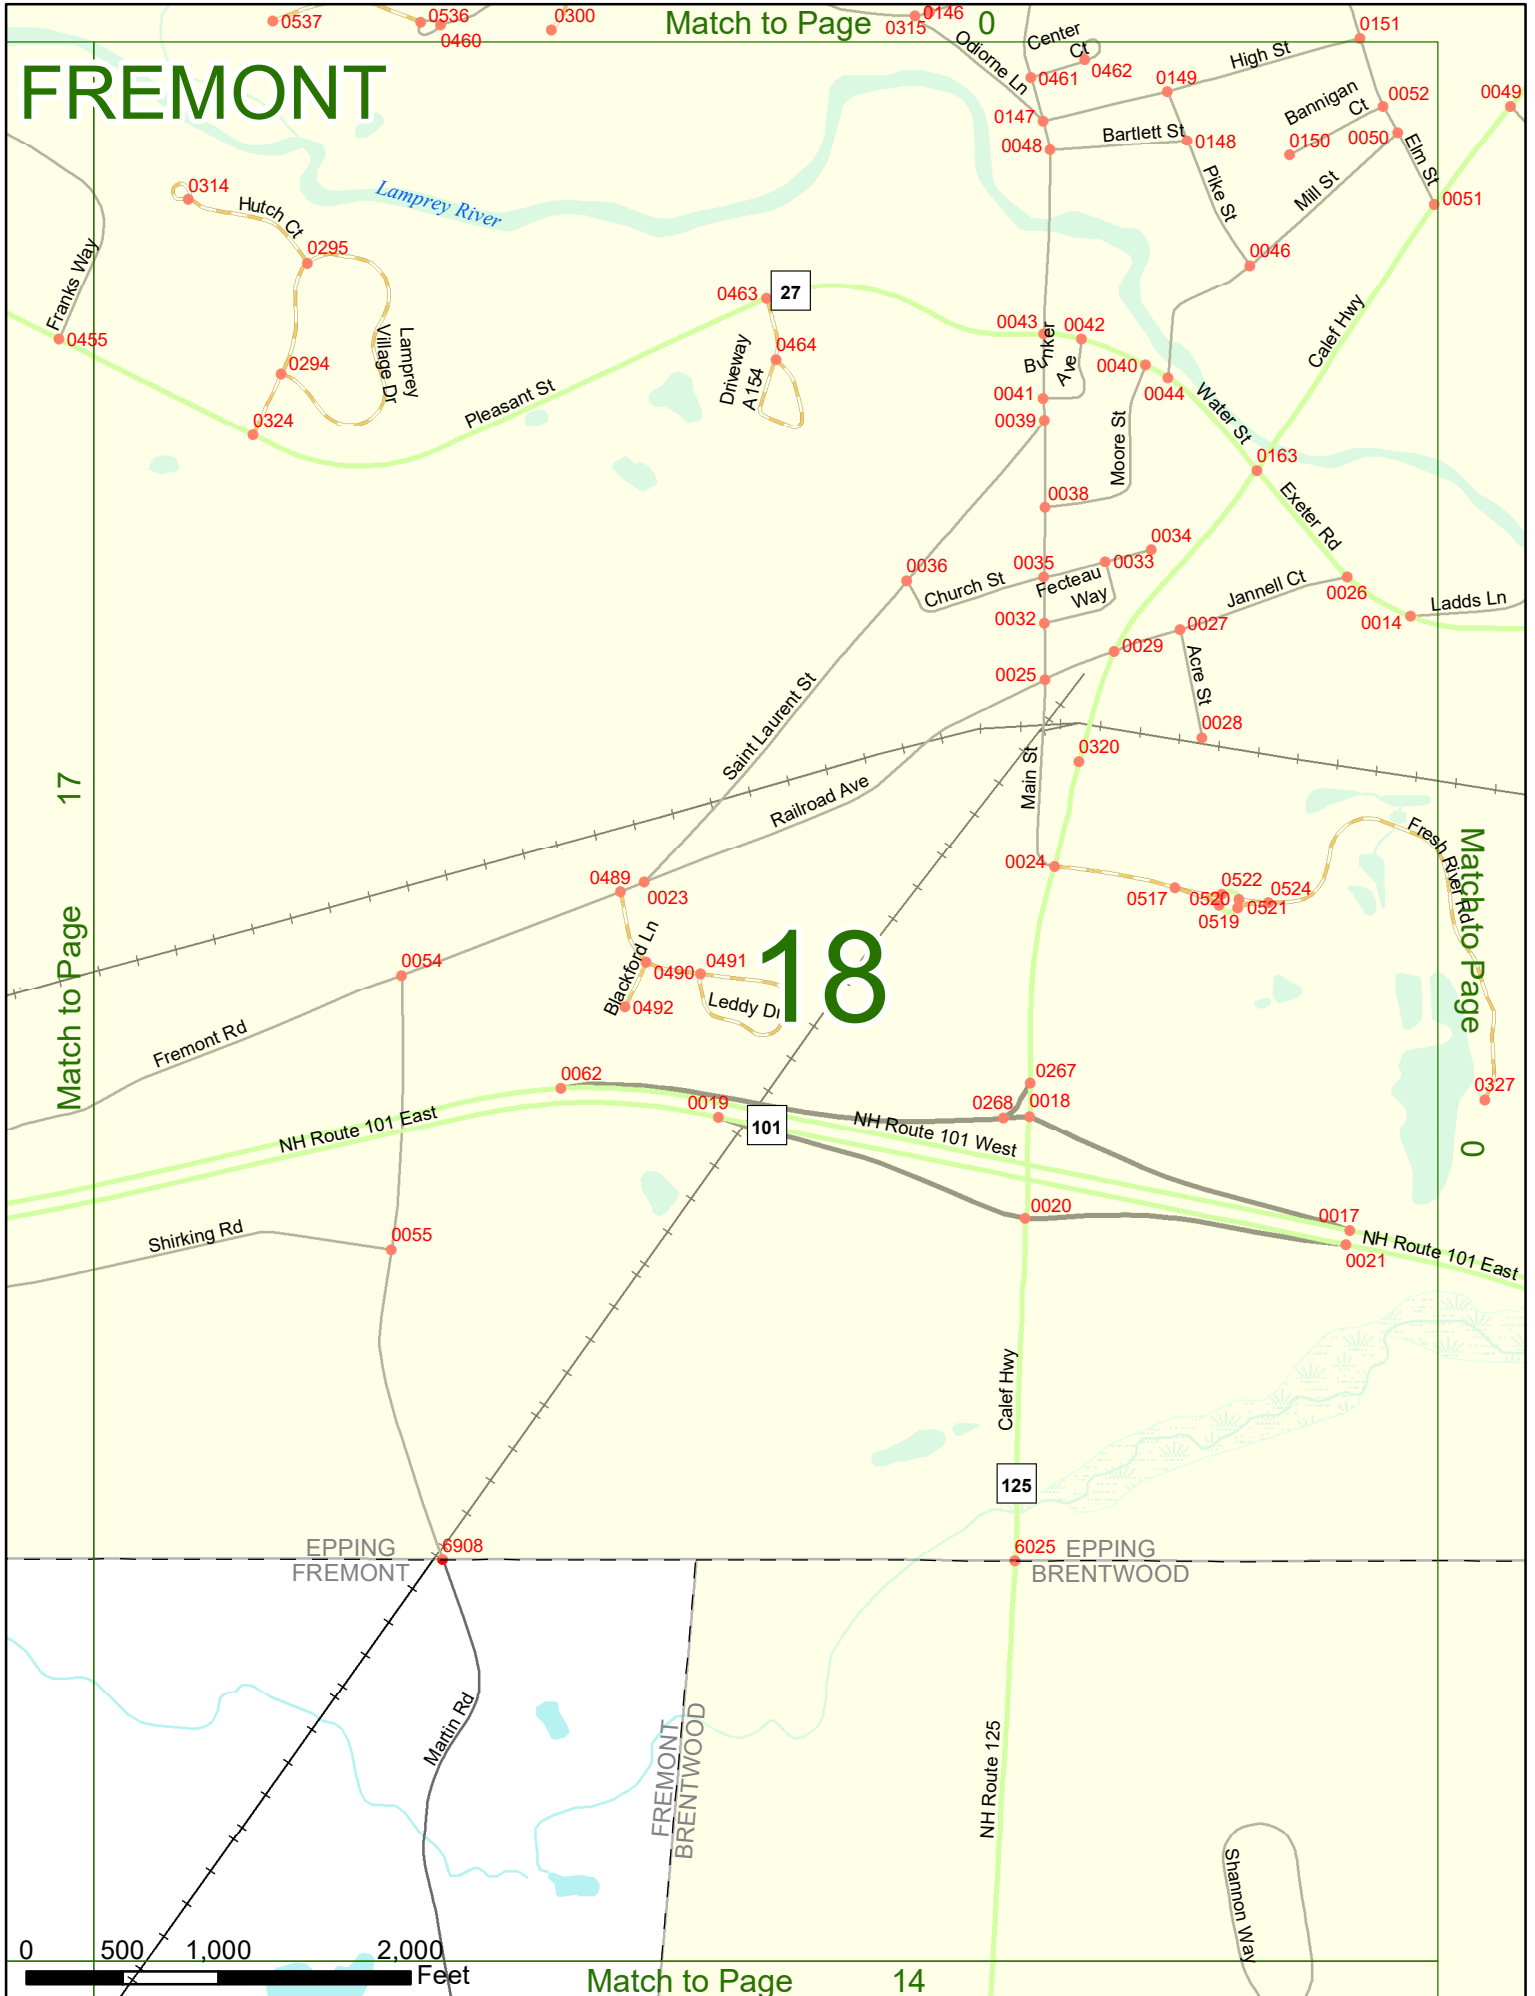 0537
0536
0460
0300
Match to Page 0
0315
0146
0151
FREMONT
Odiorne Ln
Center Ct
0461
0462
High St
0149
0147
0048
Bartlett St
0148
Bannigan Ct
0052
0049
0150
0050
Elm St
0051
Pike St
Mill St
0046
0314
Hutch Ct
0295
Lamprey River
Franks Way
0455
0294
Lamprey
Village Dr
0324
Pleasant St
0463
27
0464
Driveway
A154
0043
0042
Bunker
Ave
0040
0044
0041
0039
Moore St
Water St
Calef Hwy
0163
Exeter Rd
0038
0034
0033
0035
0036
Church St
Fecteau
Way
0032
Jannell Ct
0026
Ladds Ln
0014
0027
0029
0025
Acre St
0028
Saint Laurent St
0320
Main St
Railroad Ave
17
Match to Page
0024
0517
0522
0520
0524
0521
0519
Fresh River Rd
Match to Page
0
0327
0489
0023
Blackford Ln
0490
0491
0492
Leddy Dr
18
0054
Fremont Rd
0062
0019
101
NH Route 101 East
NH Route 101 West
0267
0268
0018
0020
0017
0021
NH Route 101 East
Shirking Rd
0055
Calef Hwy
125
EPPING
FREMONT
6908
6025
EPPING
BRENTWOOD
Martin Rd
FREMONT
BRENTWOOD
NH Route 125
Shannon Way
0 500 1,000 2,000
Feet
Match to Page 14